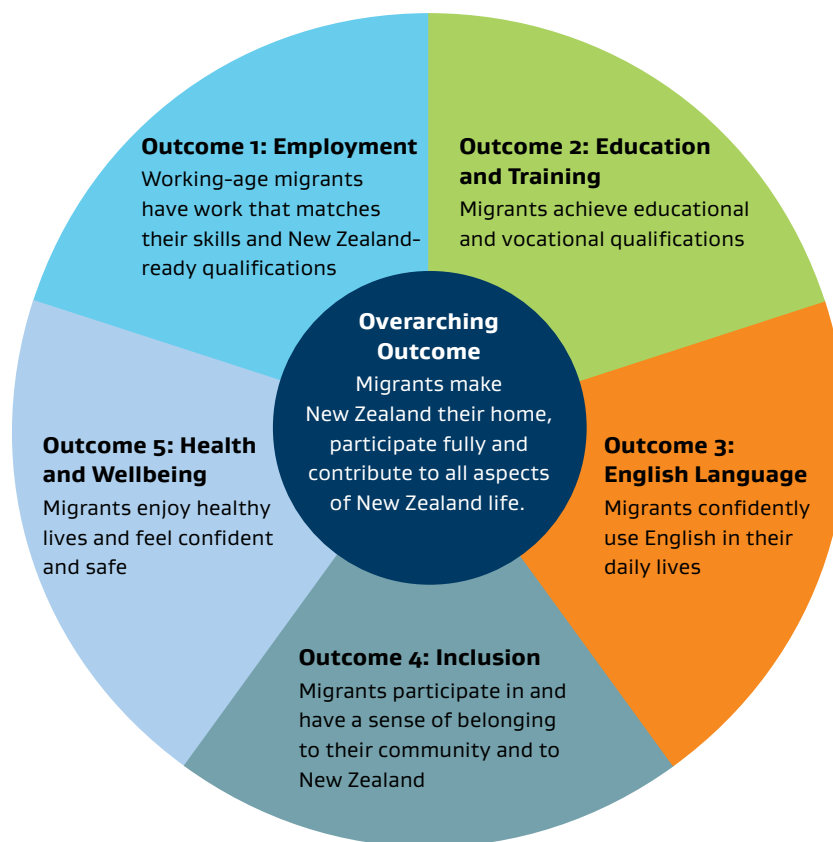 Outcome 1: Employment
Working-age migrants
have work that matches
their skills and New Zealand-
ready qualifications
Outcome 2: Education
and Training
Migrants achieve educational
and vocational qualifications
Overarching
Outcome
Migrants make
New Zealand their home,
participate fully and
contribute to all aspects
of New Zealand life.
Outcome 3:
English Language
Migrants confidently
use English in their
daily lives
Outcome 4: Inclusion
Migrants participate in and
have a sense of belonging
to their community and to
New Zealand
Outcome 5: Health
and Wellbeing
Migrants enjoy healthy
lives and feel confident
and safe